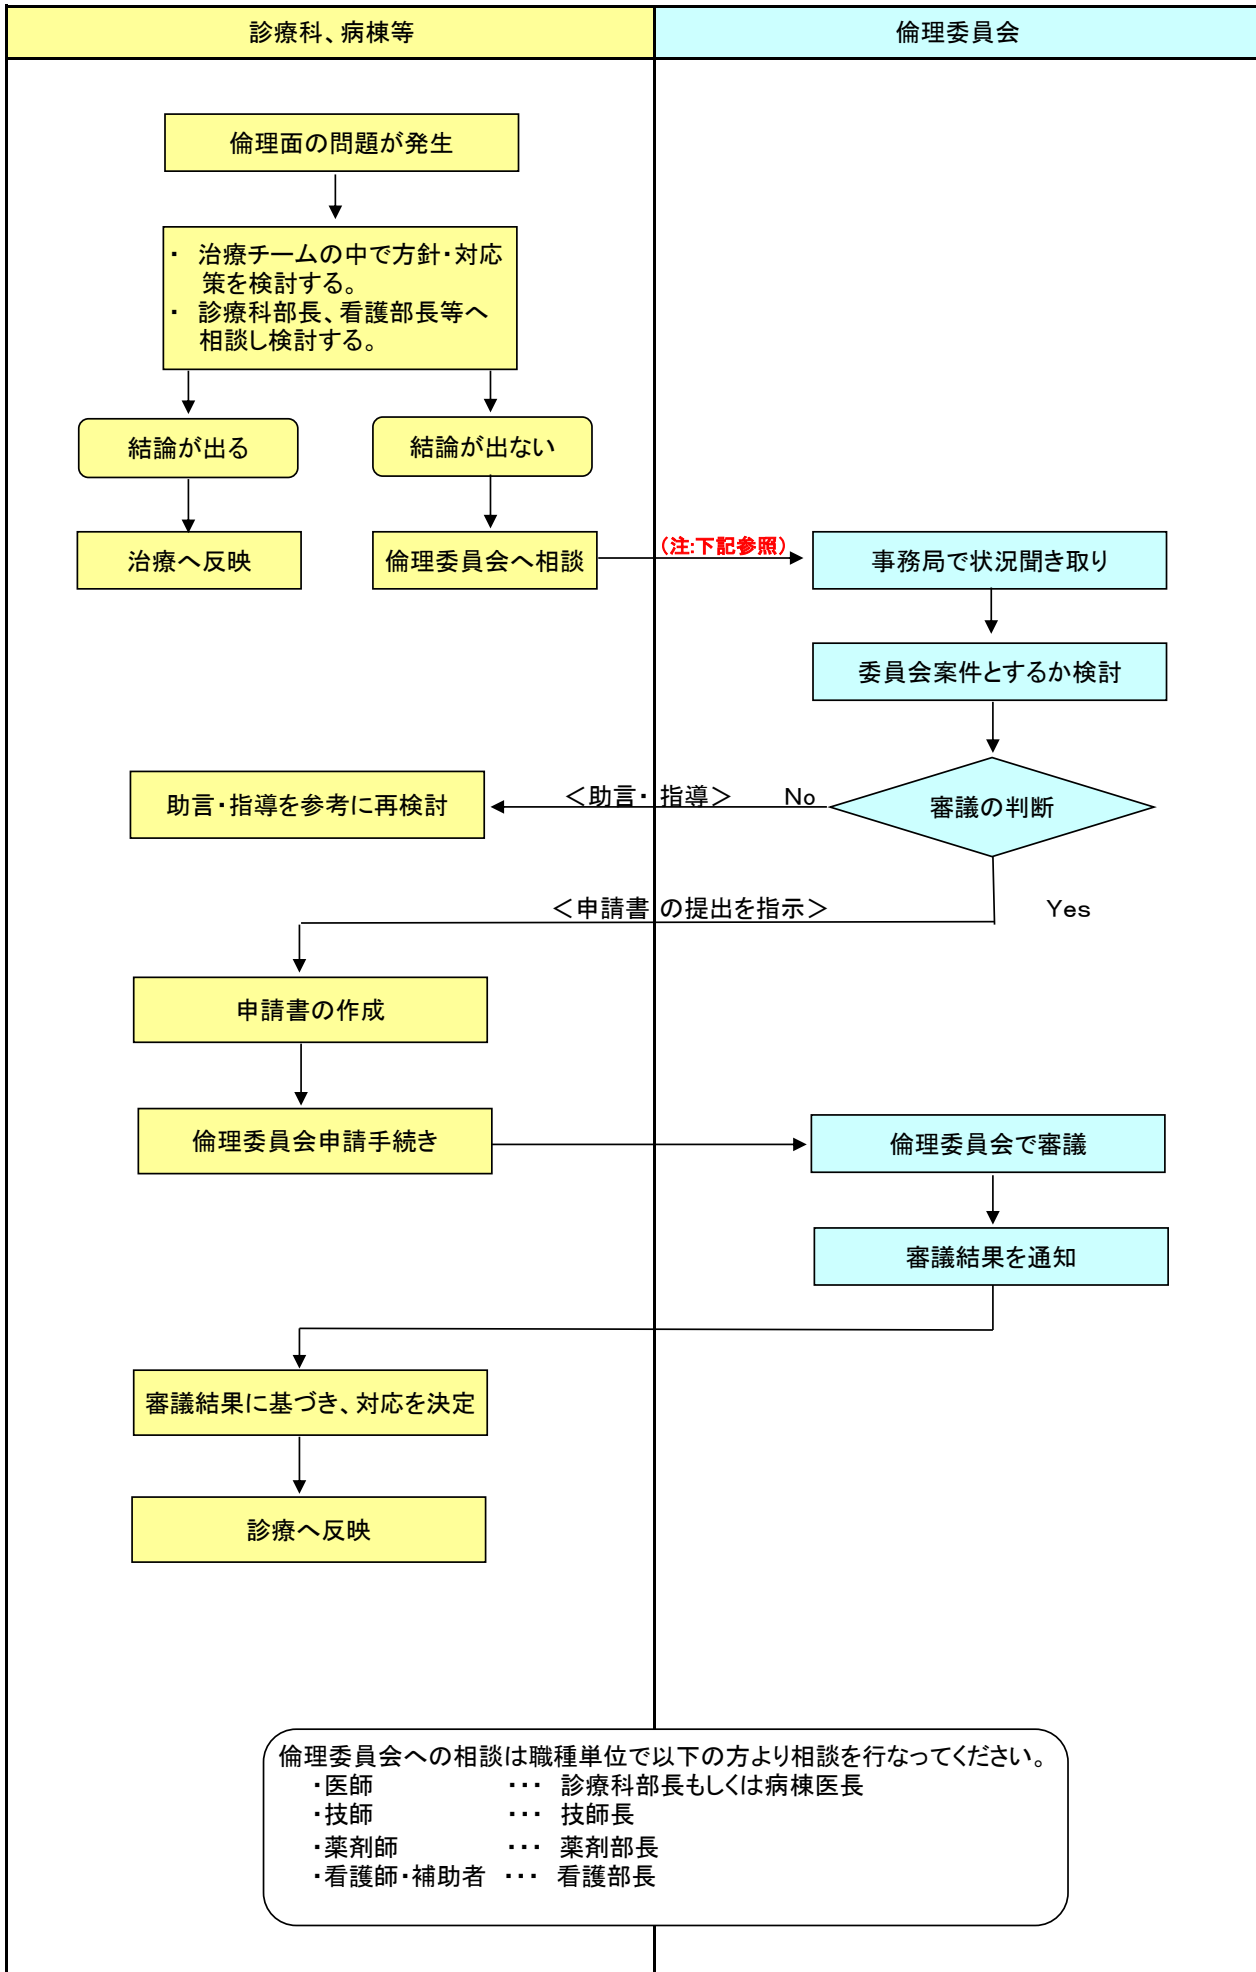 診療科、病棟等
倫理委員会
倫理面の問題が発生
・ 治療チームの中で方針・対応
策を検討する。
・ 診療科部長、看護部長等へ
相談し検討する。
結論が出る
結論が出ない
治療へ反映
倫理委員会へ相談
(注:下記参照)
事務局で状況聞き取り
委員会案件とするか検討
助言・指導を参考に再検討
<助言・ 指導>
No
審議の判断
<申請書 の提出を指示>
Yes
申請書の作成
倫理委員会申請手続き
倫理委員会で審議
審議結果を通知
審議結果に基づき、対応を決定
診療へ反映
倫理委員会への相談は職種単位で以下の方より相談を行なってください。
・医師 ・・・ 診療科部長もしくは病棟医長
・技師 ・・・ 技師長
・薬剤師 ・・・ 薬剤部長
・看護師・補助者 ・・・ 看護部長